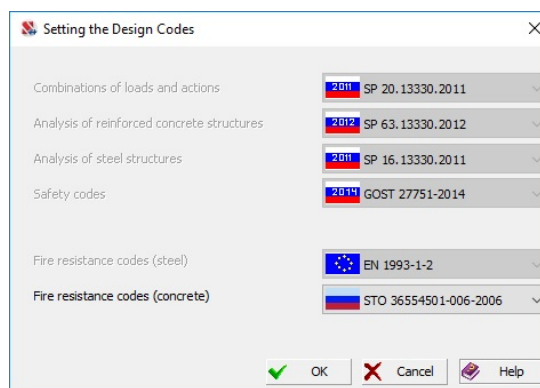 Setting the Design Codes
Combinations of loads and actions 2011 SP 20.13330.2011
Analysis of reinforced concrete structures 2012 SP 63.13330.2012
Analysis of steel structures 2011 SP 16.13330.2011
Safety codes 2014 GOST 27751-2014
Fire resistance codes (steel) EN 1993-1-2
Fire resistance codes (concrete) STO 36554501-006-2006
OK Cancel Help